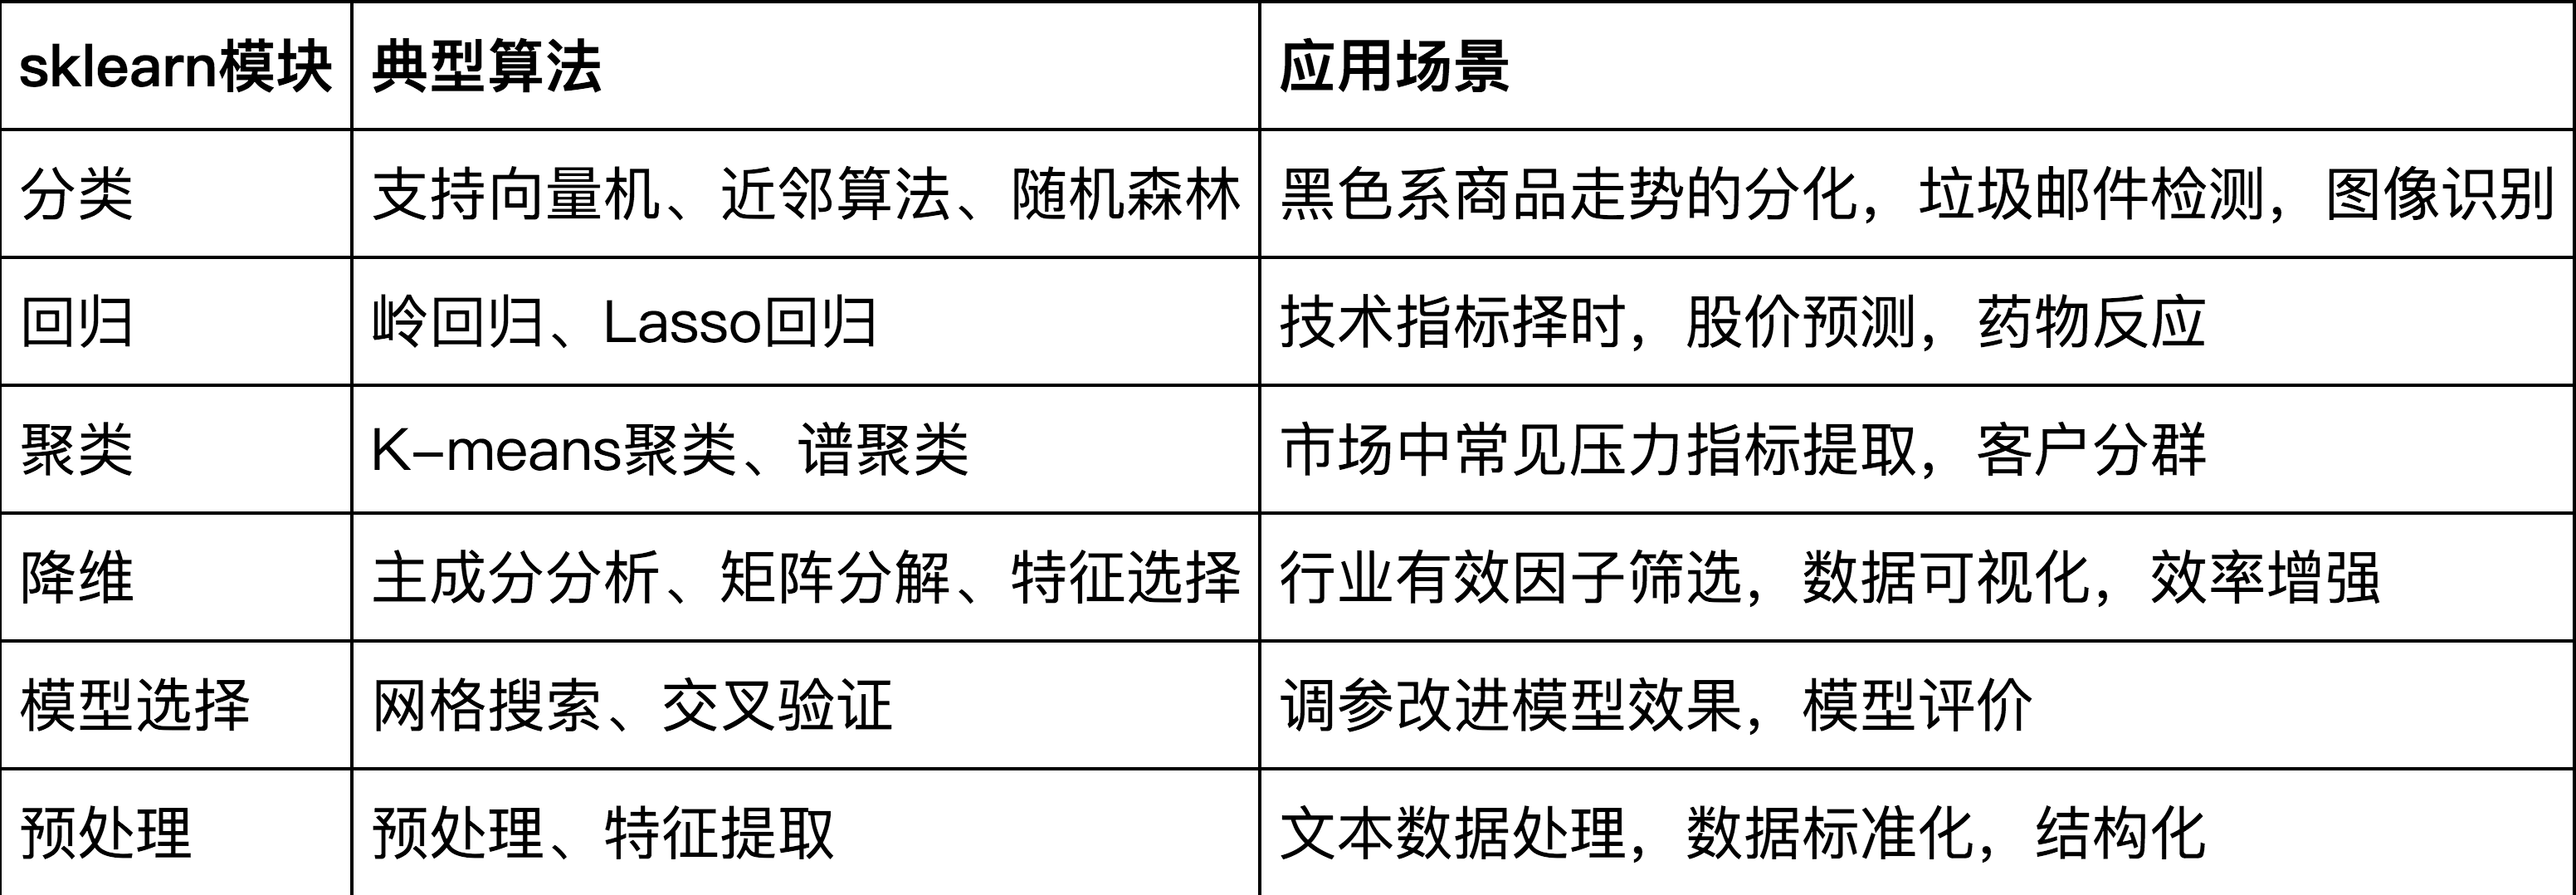 sklearn模块 典型算法 应用场景
分类 支持向量机、近邻算法、随机森林 黑色系商品走势的分化，垃圾邮件检测，图像识别
回归 岭回归、Lasso回归 技术指标择时，股价预测，药物反应
聚类 K-means聚类、谱聚类 市场中常见压力指标提取，客户分群
降维 主成分分析、矩阵分解、特征选择 行业有效因子筛选，数据可视化，效率增强
模型选择 网格搜索、交叉验证 调参改进模型效果，模型评价
预处理 预处理、特征提取 文本数据处理，数据标准化，结构化